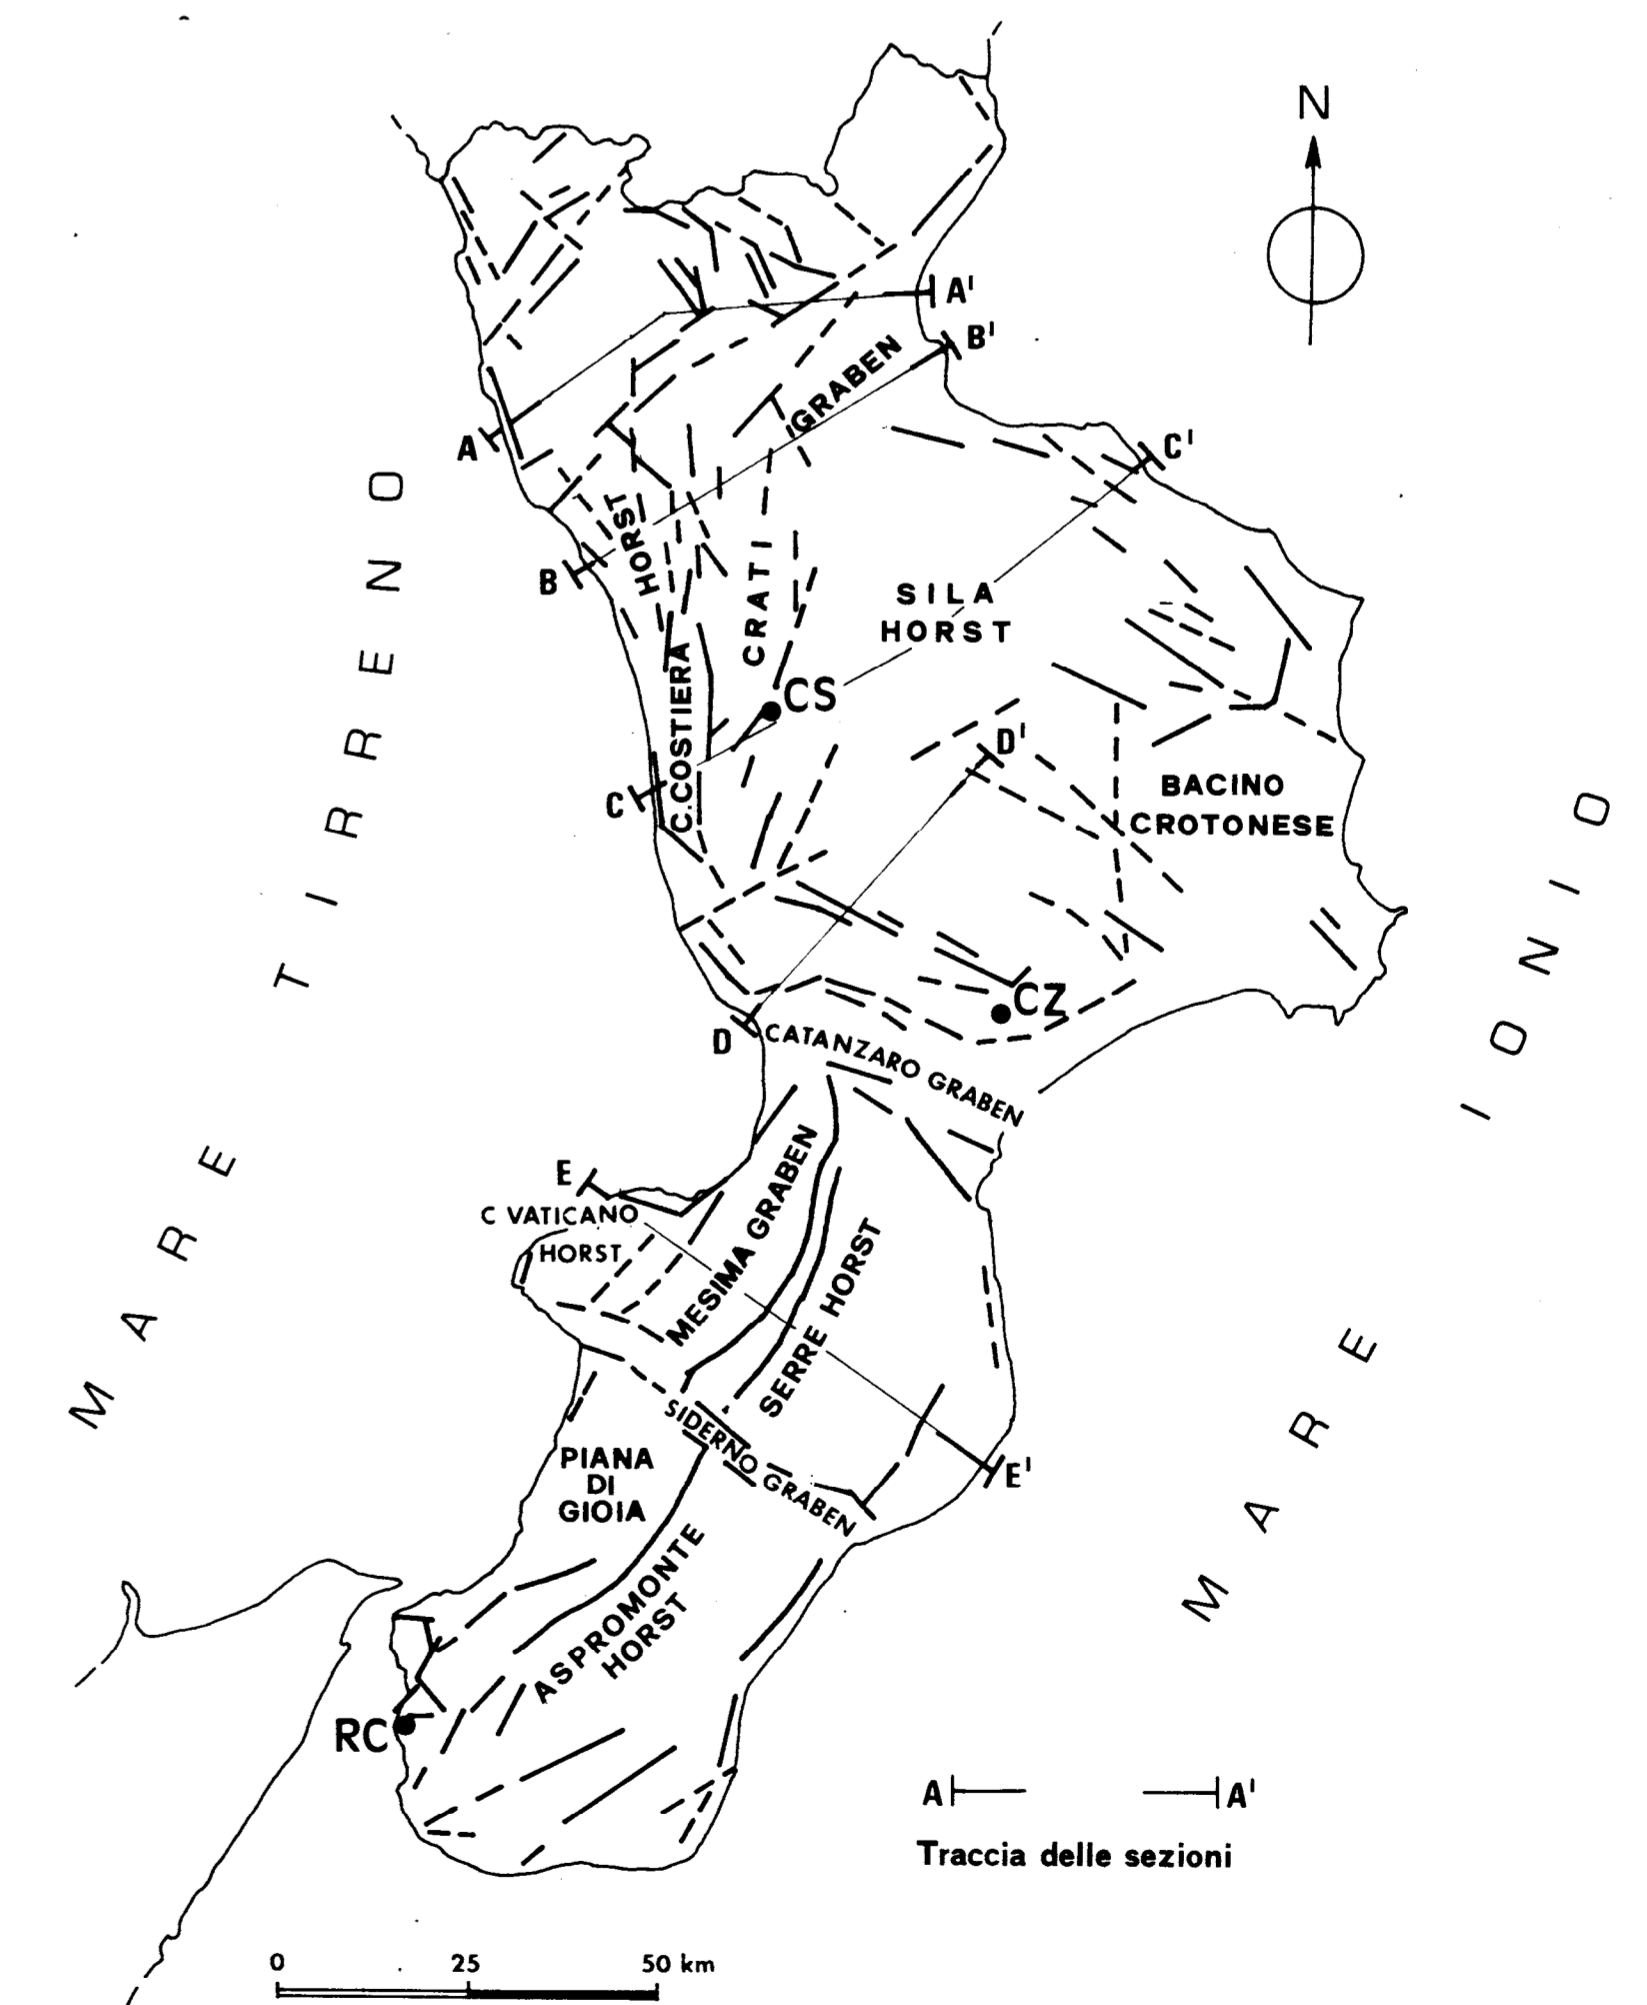 N
A'
B'
GRABEN
A
C'
HORST
B
CRATI
SILA
HORST
C.COSTIERA
CS
C
D'
BACINO
CROTONESE
MARE TIRRENO
CZ
D
CATANZARO GRABEN
MARE IONIO
E
C VATICANO
HORST
MESIMA GRABEN
SERRE HORST
SIDERNO GRABEN
E'
PIANA
DI
GIOIA
ASPROMONTE
HORST
RC
A A'
Traccia delle sezioni
0 25 50 km